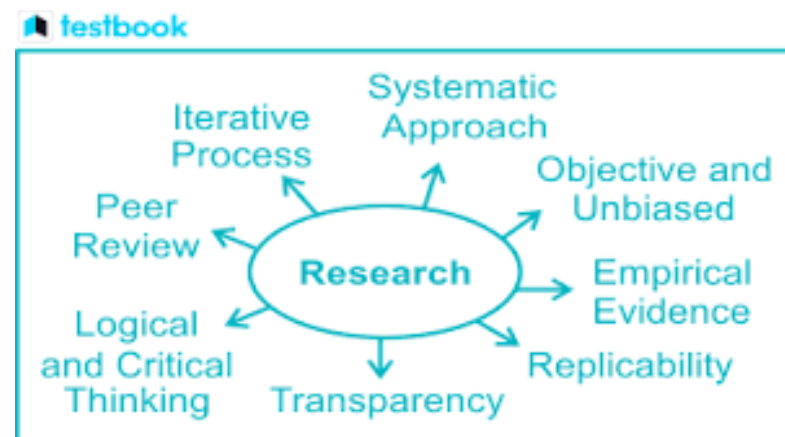 testbook
Systematic
Approach
Iterative
Process
Objective and
Unbiased
Peer
Review
Research
Empirical
Evidence
Logical
and Critical
Thinking
Replicability
Transparency